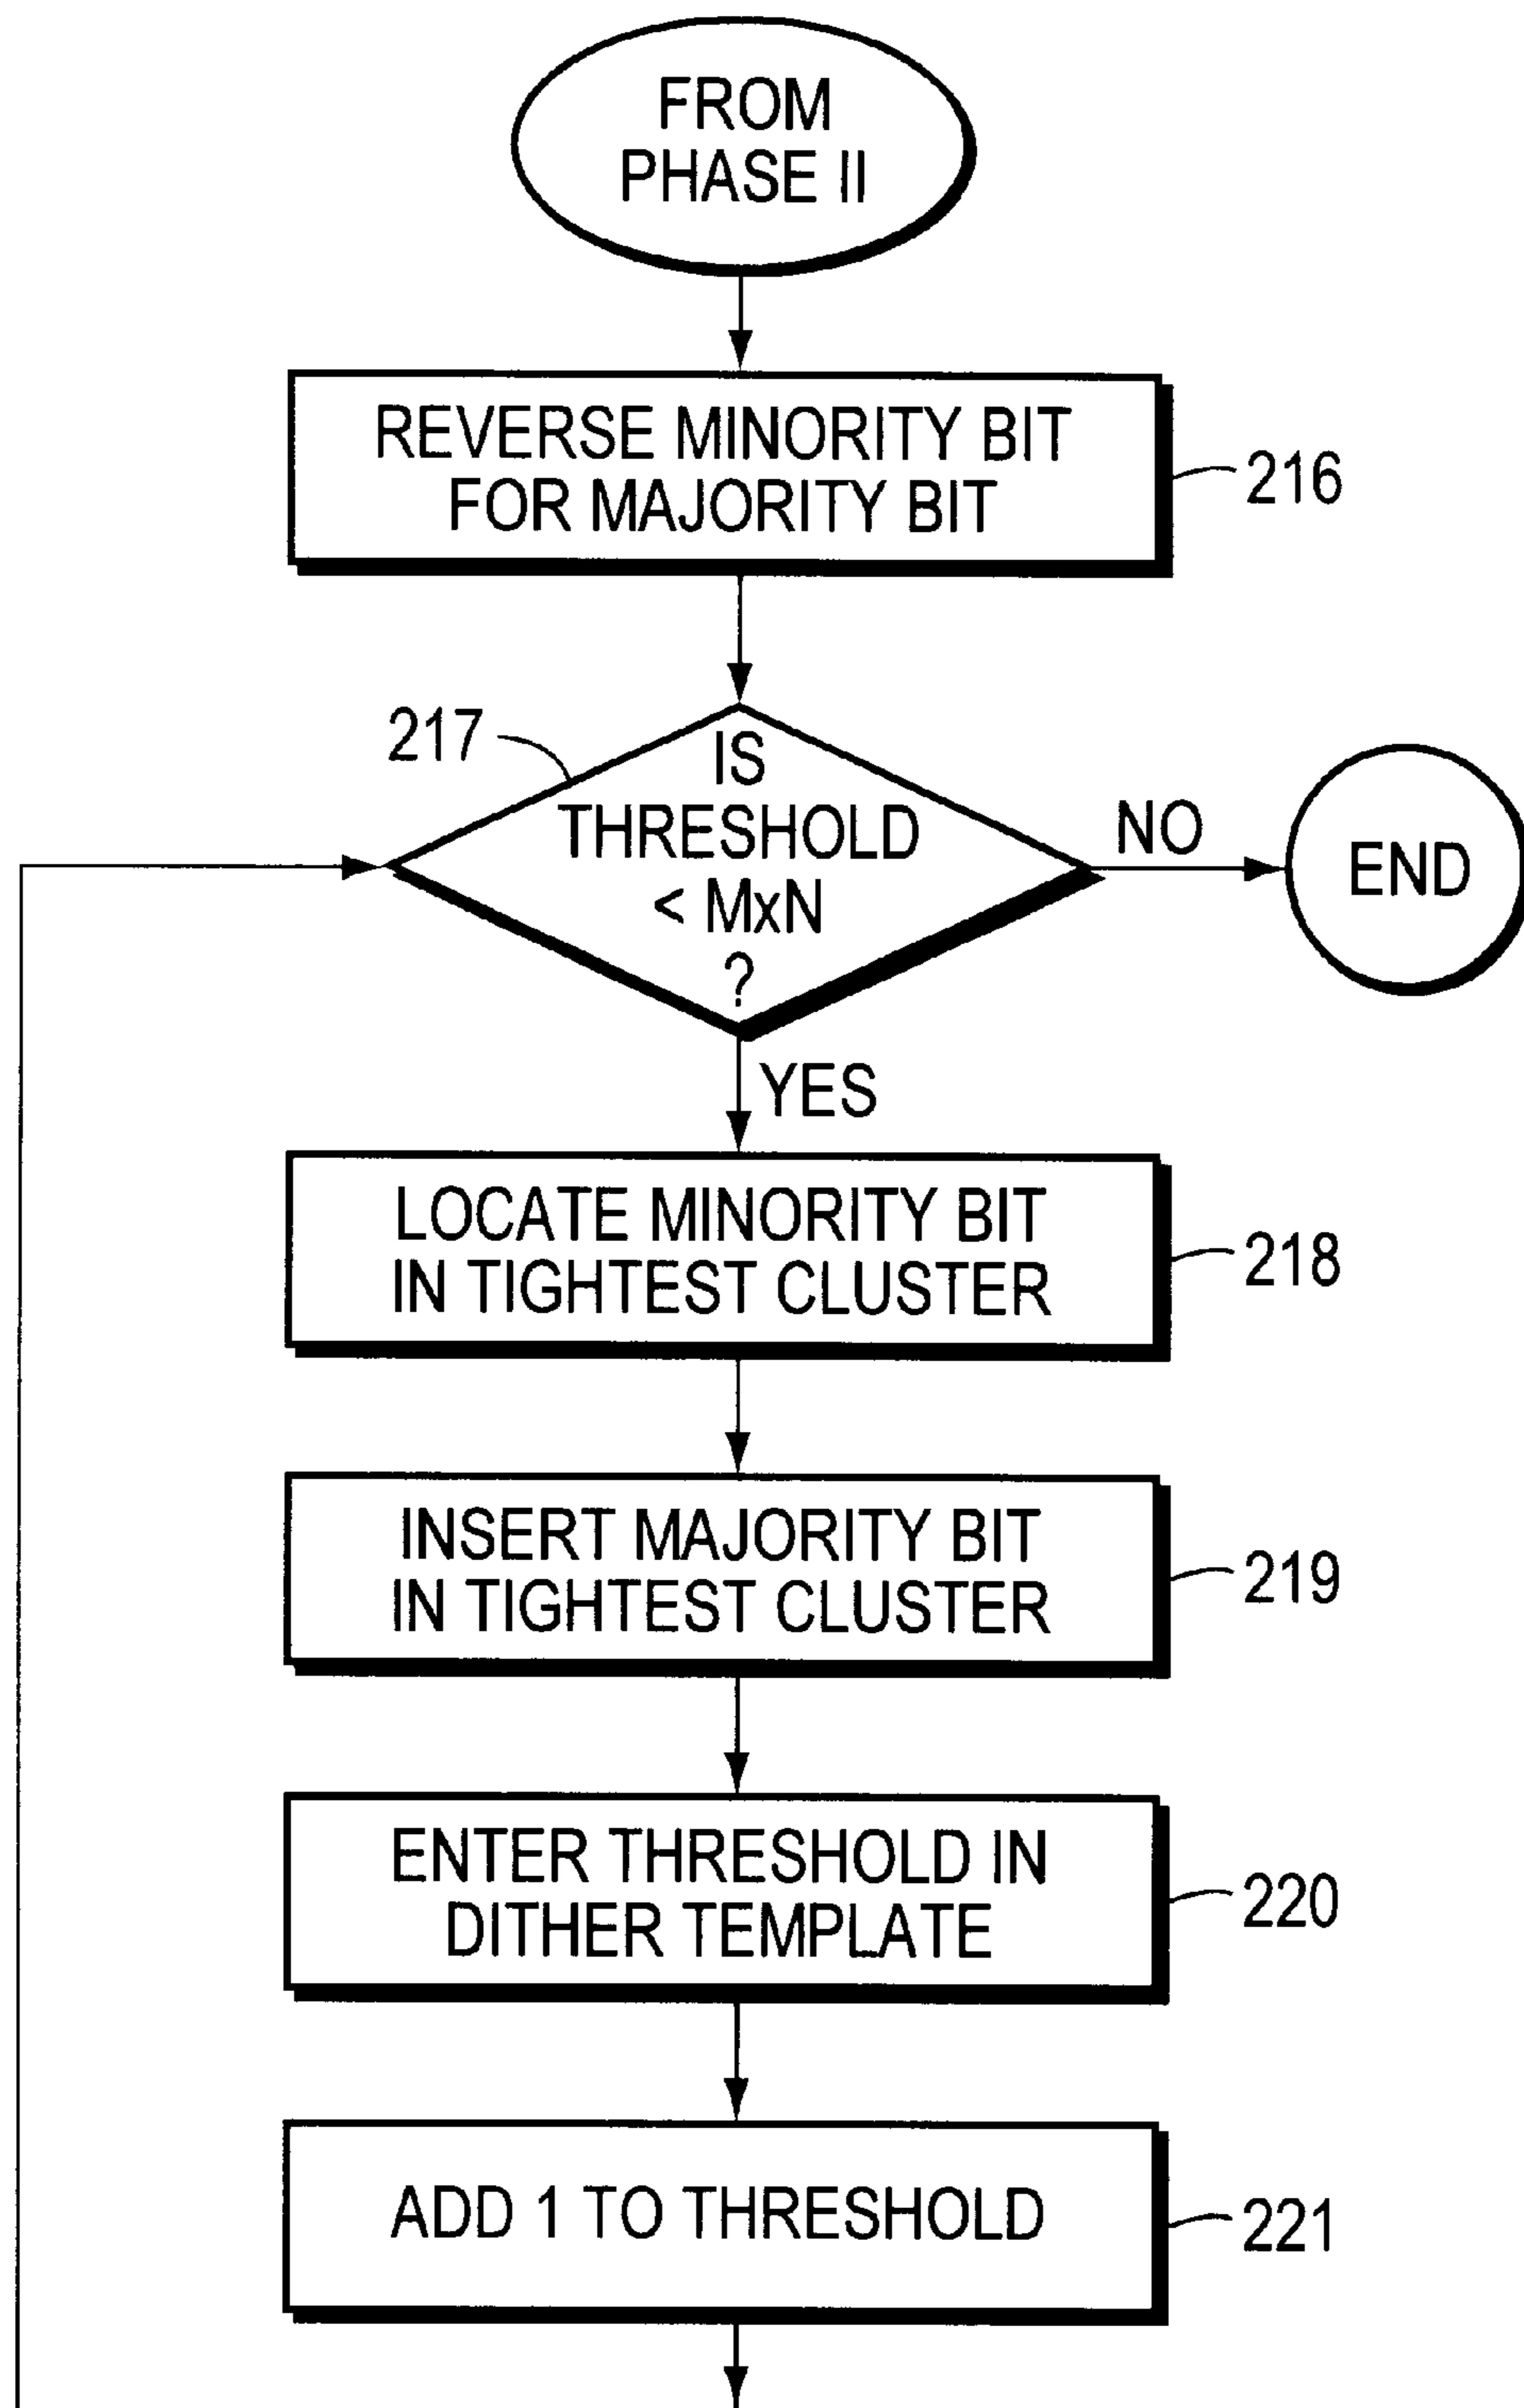 FROM
PHASE II
REVERSE MINORITY BIT
FOR MAJORITY BIT
216
217
IS
THRESHOLD
< MxN
?
NO
END
YES
LOCATE MINORITY BIT
IN TIGHTEST CLUSTER
218
INSERT MAJORITY BIT
IN TIGHTEST CLUSTER
219
ENTER THRESHOLD IN
DITHER TEMPLATE
220
ADD 1 TO THRESHOLD
221